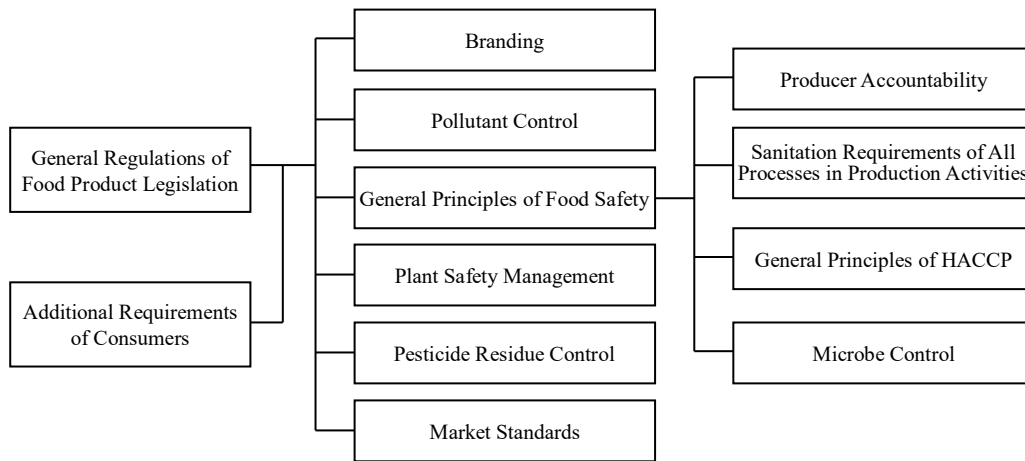 General Regulations of
Food Product Legislation
Additional Requirements
of Consumers
Branding
Pollutant Control
General Principles of Food Safety
Plant Safety Management
Pesticide Residue Control
Market Standards
Producer Accountability
Sanitation Requirements of All
Processes in Production Activities
General Principles of HACCP
Microbe Control